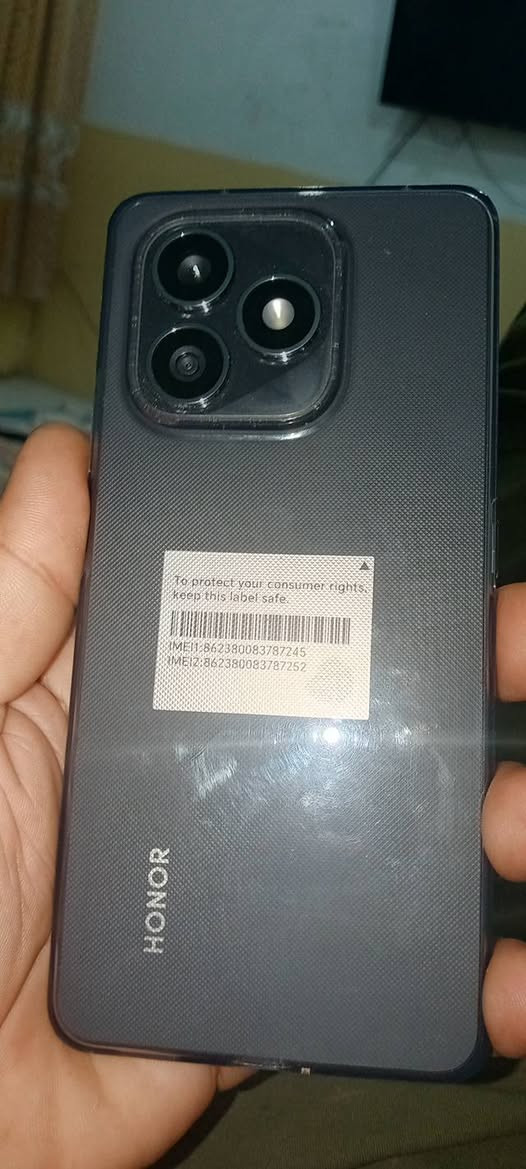 To protect your consumer rights,
keep this label safe.
IMEI1:862380083787245
IMEI2:862380083787252
HONOR